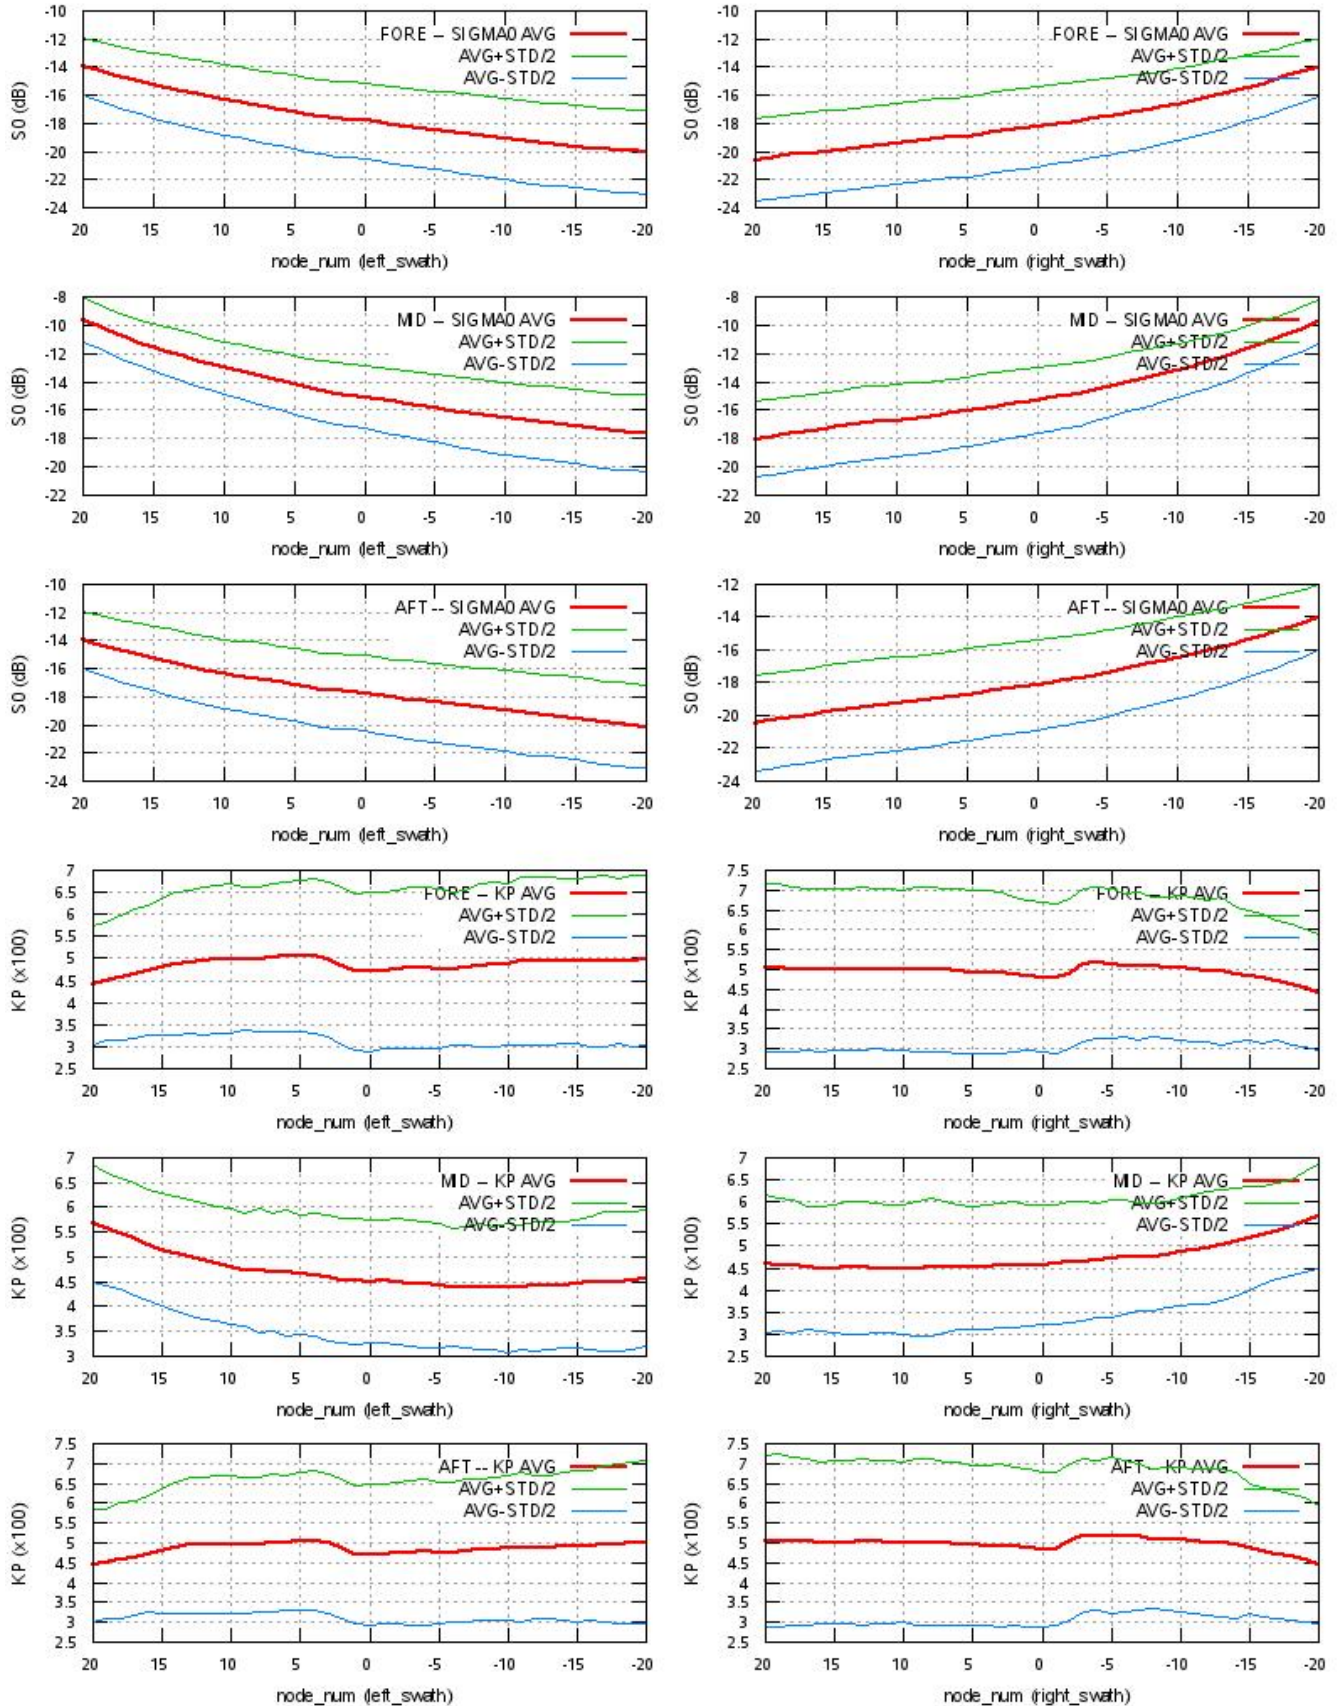 -10
-12
-14
-16
-18
-20
-22
-24
S0 (dB)
FORE -- SIGMA0 AVG
AVG+STD/2
AVG-STD/2
20 15 10 5 0 -5 -10 -15 -20
node_num (left_swath)
-10
-12
-14
-16
-18
-20
-22
-24
S0 (dB)
FORE -- SIGMA0 AVG
AVG+STD/2
AVG-STD/2
20 15 10 5 0 -5 -10 -15 -20
node_num (right_swath)
-8
-10
-12
-14
-16
-18
-20
-22
S0 (dB)
MID -- SIGMA0 AVG
AVG+STD/2
AVG-STD/2
20 15 10 5 0 -5 -10 -15 -20
node_num (left_swath)
-8
-10
-12
-14
-16
-18
-20
-22
S0 (dB)
MID -- SIGMA0 AVG
AVG+STD/2
AVG-STD/2
20 15 10 5 0 -5 -10 -15 -20
node_num (right_swath)
-10
-12
-14
-16
-18
-20
-22
-24
S0 (dB)
AFT -- SIGMA0 AVG
AVG+STD/2
AVG-STD/2
20 15 10 5 0 -5 -10 -15 -20
node_num (left_swath)
-12
-14
-16
-18
-20
-22
-24
S0 (dB)
AFT -- SIGMA0 AVG
AVG+STD/2
AVG-STD/2
20 15 10 5 0 -5 -10 -15 -20
node_num (right_swath)
7
6.5
6
5.5
5
4.5
4
3.5
3
2.5
KP (x100)
FORE -- KP AVG
AVG+STD/2
AVG-STD/2
20 15 10 5 0 -5 -10 -15 -20
node_num (left_swath)
7.5
7
6.5
6
5.5
5
4.5
4
3.5
3
2.5
KP (x100)
FORE -- KP AVG
AVG+STD/2
AVG-STD/2
20 15 10 5 0 -5 -10 -15 -20
node_num (right_swath)
7
6.5
6
5.5
5
4.5
4
3.5
3
KP (x100)
MID -- KP AVG
AVG+STD/2
AVG-STD/2
20 15 10 5 0 -5 -10 -15 -20
node_num (left_swath)
7
6.5
6
5.5
5
4.5
4
3.5
3
2.5
KP (x100)
MID -- KP AVG
AVG+STD/2
AVG-STD/2
20 15 10 5 0 -5 -10 -15 -20
node_num (right_swath)
7.5
7
6.5
6
5.5
5
4.5
4
3.5
3
2.5
KP (x100)
AFT -- KP AVG
AVG+STD/2
AVG-STD/2
20 15 10 5 0 -5 -10 -15 -20
node_num (left_swath)
7.5
7
6.5
6
5.5
5
4.5
4
3.5
3
2.5
KP (x100)
AFT -- KP AVG
AVG+STD/2
AVG-STD/2
20 15 10 5 0 -5 -10 -15 -20
node_num (right_swath)